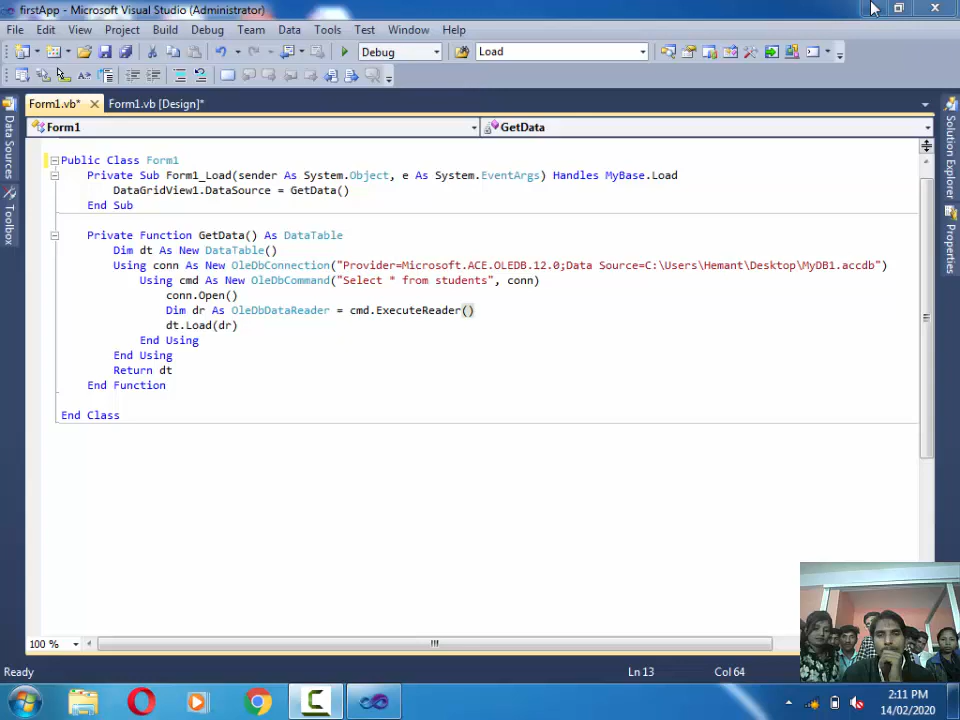 firstApp - Microsoft Visual Studio (Administrator)
File Edit View Project Build Debug Team Data Tools Test Window Help
Debug Load
Form1.vb* Form1.vb [Design]*
Form1 GetData
Public Class Form1
Private Sub Form1_Load(sender As System.Object, e As System.EventArgs) Handles MyBase.Load
DataGridView1.DataSource = GetData()
End Sub
Private Function GetData() As DataTable
Dim dt As New DataTable()
Using conn As New OleDbConnection("Provider=Microsoft.ACE.OLEDB.12.0;Data Source=C:\Users\Hemant\Desktop\MyDB1.accdb")
Using cmd As New OleDbCommand("Select * from students", conn)
conn.Open()
Dim dr As OleDbDataReader = cmd.ExecuteReader()
dt.Load(dr)
End Using
End Using
Return dt
End Function
End Class
Data Sources
Toolbox
Solution Explorer
Properties
100 %
Ready Ln 13 Col 64
2:11 PM
14/02/2020